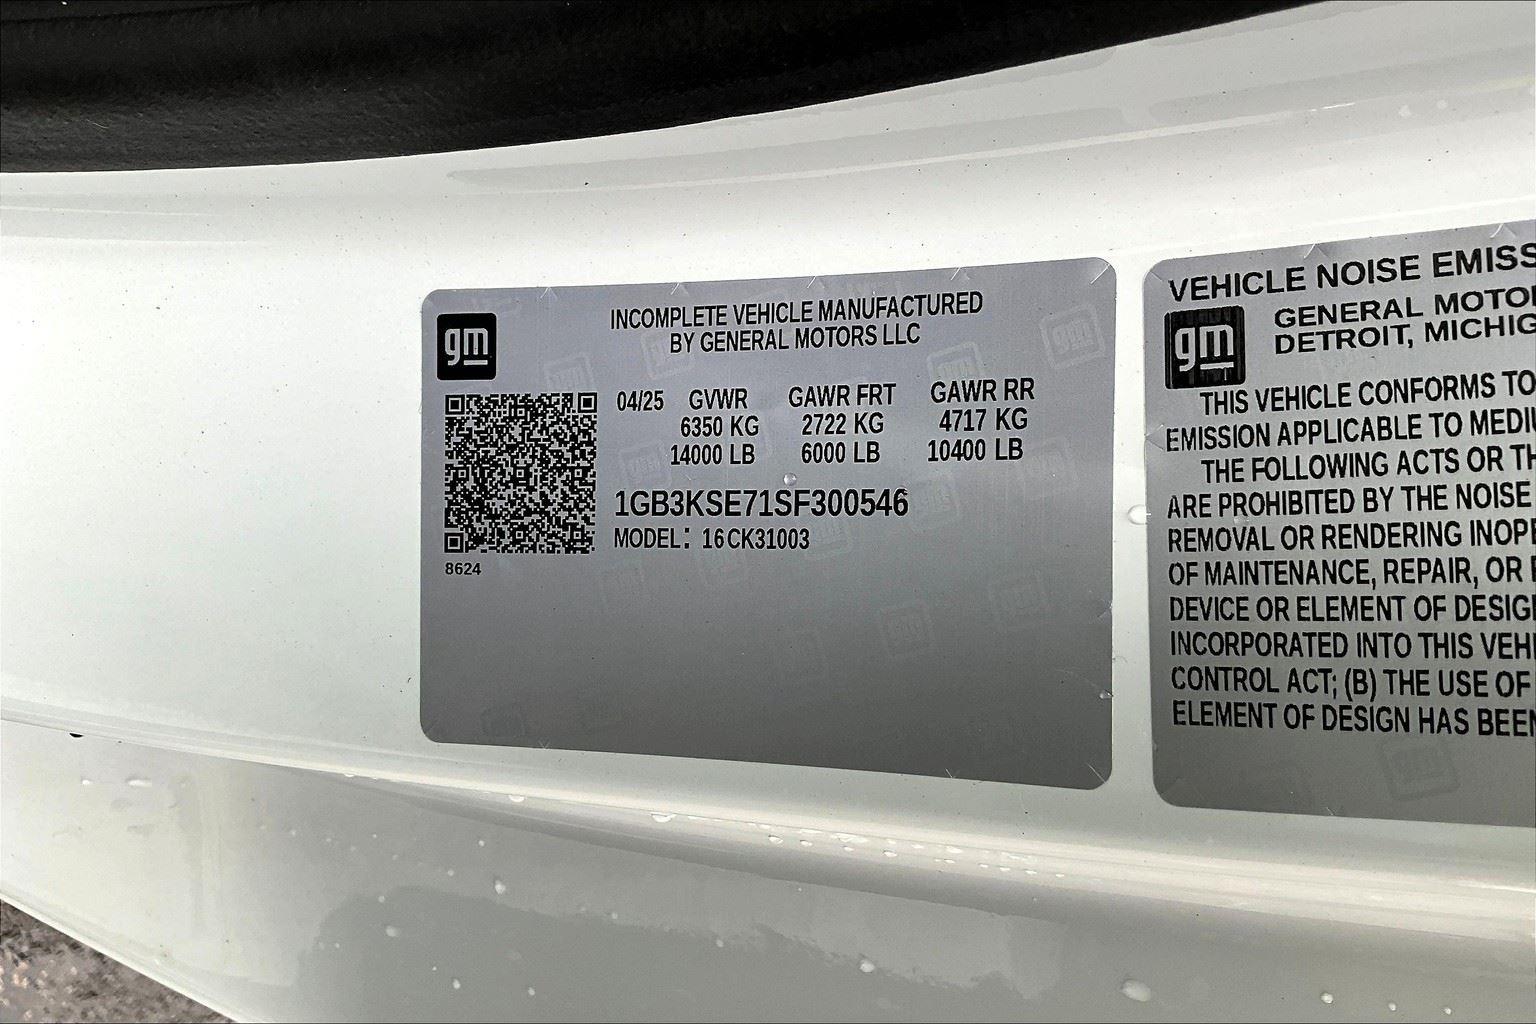 gm
INCOMPLETE VEHICLE MANUFACTURED
BY GENERAL MOTORS LLC
04/25 GVWR GAWR FRT GAWR RR
6350 KG 2722 KG 4717 KG
14000 LB 6000 LB 10400 LB
1GB3KSE71SF300546
MODEL: 16CK31003
8624
VEHICLE NOISE EMISS
gm
GENERAL MOTO
DETROIT, MICHIG
THIS VEHICLE CONFORMS TO
EMISSION APPLICABLE TO MEDIU
THE FOLLOWING ACTS OR TH
ARE PROHIBITED BY THE NOISE
REMOVAL OR RENDERING INOPE
OF MAINTENANCE, REPAIR, OR
DEVICE OR ELEMENT OF DESIG
INCORPORATED INTO THIS VEHI
CONTROL ACT; (B) THE USE OF
ELEMENT OF DESIGN HAS BEEN